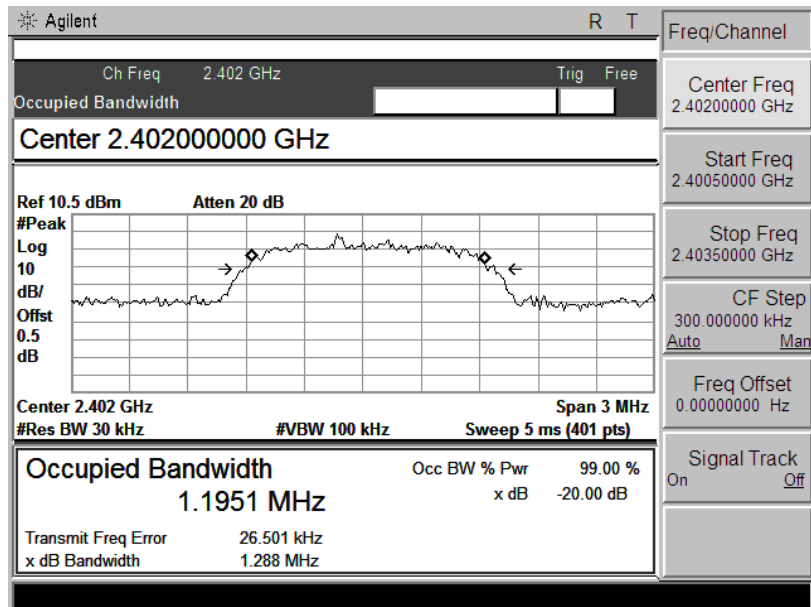 Agilent R T
Ch Freq 2.402 GHz Trig Free
Occupied Bandwidth
Center 2.402000000 GHz
Ref 10.5 dBm Atten 20 dB
#Peak
Log
10
dB/
Offst
0.5
dB
Center 2.402 GHz Span 3 MHz
#Res BW 30 kHz #VBW 100 kHz Sweep 5 ms (401 pts)
Occupied Bandwidth Occ BW % Pwr 99.00 %
1.1951 MHz x dB -20.00 dB
Transmit Freq Error 26.501 kHz
x dB Bandwidth 1.288 MHz
Freq/Channel
Center Freq
2.40200000 GHz
Start Freq
2.40050000 GHz
Stop Freq
2.40350000 GHz
CF Step
300.000000 kHz
Auto Man
Freq Offset
0.00000000 Hz
Signal Track
On Off